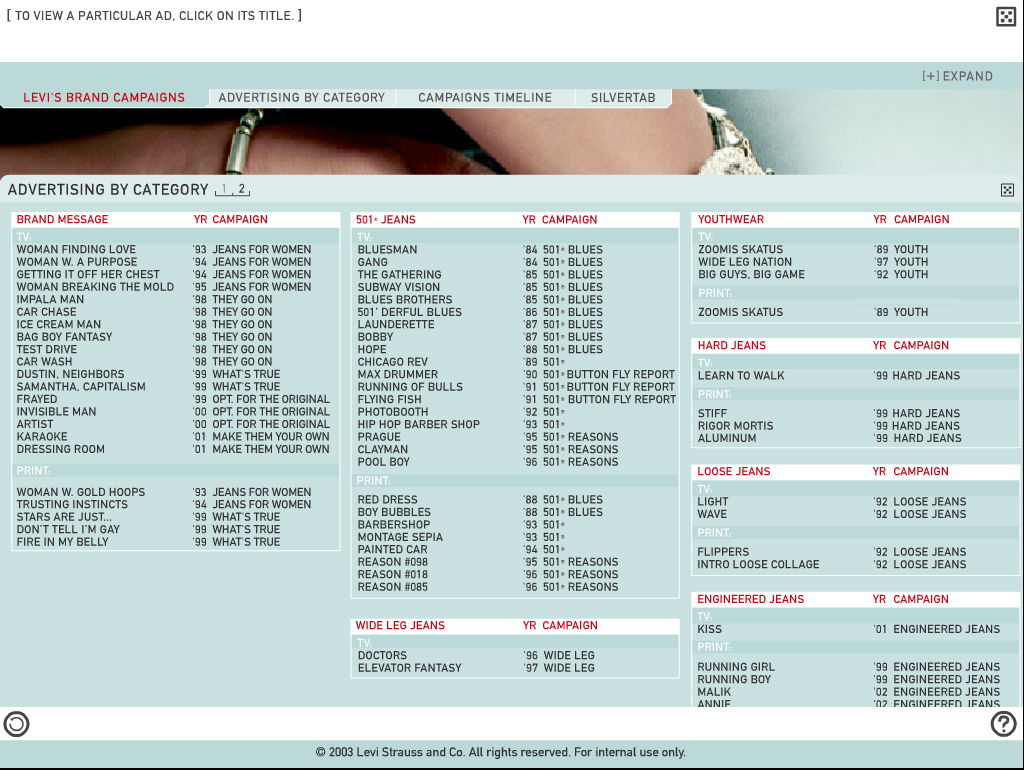 [ TO VIEW A PARTICULAR AD, CLICK ON ITS TITLE. ]
[+] EXPAND
LEVI'S BRAND CAMPAIGNS ADVERTISING BY CATEGORY CAMPAIGNS TIMELINE SILVERTAB
ADVERTISING BY CATEGORY 1 , 2
BRAND MESSAGE YR CAMPAIGN
TV:
WOMAN FINDING LOVE '93 JEANS FOR WOMEN
WOMAN W. A PURPOSE '94 JEANS FOR WOMEN
GETTING IT OFF HER CHEST '94 JEANS FOR WOMEN
WOMAN BREAKING THE MOLD '95 JEANS FOR WOMEN
IMPALA MAN '98 THEY GO ON
CAR CHASE '98 THEY GO ON
ICE CREAM MAN '98 THEY GO ON
BAG BOY FANTASY '98 THEY GO ON
TEST DRIVE '98 THEY GO ON
CAR WASH '98 THEY GO ON
DUSTIN, NEIGHBORS '99 WHAT'S TRUE
SAMANTHA, CAPITALISM '99 WHAT'S TRUE
FRAYED '99 OPT. FOR THE ORIGINAL
INVISIBLE MAN '00 OPT. FOR THE ORIGINAL
ARTIST '00 OPT. FOR THE ORIGINAL
KARAOKE '01 MAKE THEM YOUR OWN
DRESSING ROOM '01 MAKE THEM YOUR OWN
PRINT:
WOMAN W. GOLD HOOPS '93 JEANS FOR WOMEN
TRUSTING INSTINCTS '94 JEANS FOR WOMEN
STARS ARE JUST... '99 WHAT'S TRUE
DON'T TELL I'M GAY '99 WHAT'S TRUE
FIRE IN MY BELLY '99 WHAT'S TRUE
501® JEANS YR CAMPAIGN
TV:
BLUESMAN '84 501® BLUES
GANG '84 501® BLUES
THE GATHERING '85 501® BLUES
SUBWAY VISION '85 501® BLUES
BLUES BROTHERS '85 501® BLUES
501' DERFUL BLUES '86 501® BLUES
LAUNDERETTE '87 501® BLUES
BOBBY '87 501® BLUES
HOPE '88 501® BLUES
CHICAGO REV '89 501®
MAX DRUMMER '90 501® BUTTON FLY REPORT
RUNNING OF BULLS '91 501® BUTTON FLY REPORT
FLYING FISH '91 501® BUTTON FLY REPORT
PHOTOBOOTH '92 501®
HIP HOP BARBER SHOP '93 501®
PRAGUE '95 501® REASONS
CLAYMAN '95 501® REASONS
POOL BOY '96 501® REASONS
PRINT:
RED DRESS '88 501® BLUES
BOY BUBBLES '88 501® BLUES
BARBERSHOP '93 501®
MONTAGE SEPIA '93 501®
PAINTED CAR '94 501®
REASON #098 '95 501® REASONS
REASON #018 '96 501® REASONS
REASON #085 '96 501® REASONS
WIDE LEG JEANS YR CAMPAIGN
TV:
DOCTORS '96 WIDE LEG
ELEVATOR FANTASY '97 WIDE LEG
YOUTHWEAR YR CAMPAIGN
TV:
ZOOMIS SKATUS '89 YOUTH
WIDE LEG NATION '97 YOUTH
BIG GUYS, BIG GAME '92 YOUTH
PRINT:
ZOOMIS SKATUS '89 YOUTH
HARD JEANS YR CAMPAIGN
TV:
LEARN TO WALK '99 HARD JEANS
PRINT:
STIFF '99 HARD JEANS
RIGOR MORTIS '99 HARD JEANS
ALUMINUM '99 HARD JEANS
LOOSE JEANS YR CAMPAIGN
TV:
LIGHT '92 LOOSE JEANS
WAVE '92 LOOSE JEANS
PRINT:
FLIPPERS '92 LOOSE JEANS
INTRO LOOSE COLLAGE '92 LOOSE JEANS
ENGINEERED JEANS YR CAMPAIGN
TV:
KISS '01 ENGINEERED JEANS
PRINT:
RUNNING GIRL '99 ENGINEERED JEANS
RUNNING BOY '99 ENGINEERED JEANS
MALIK '02 ENGINEERED JEANS
ANNIE '02 ENGINEERED JEANS
?
© 2003 Levi Strauss and Co. All rights reserved. For internal use only.